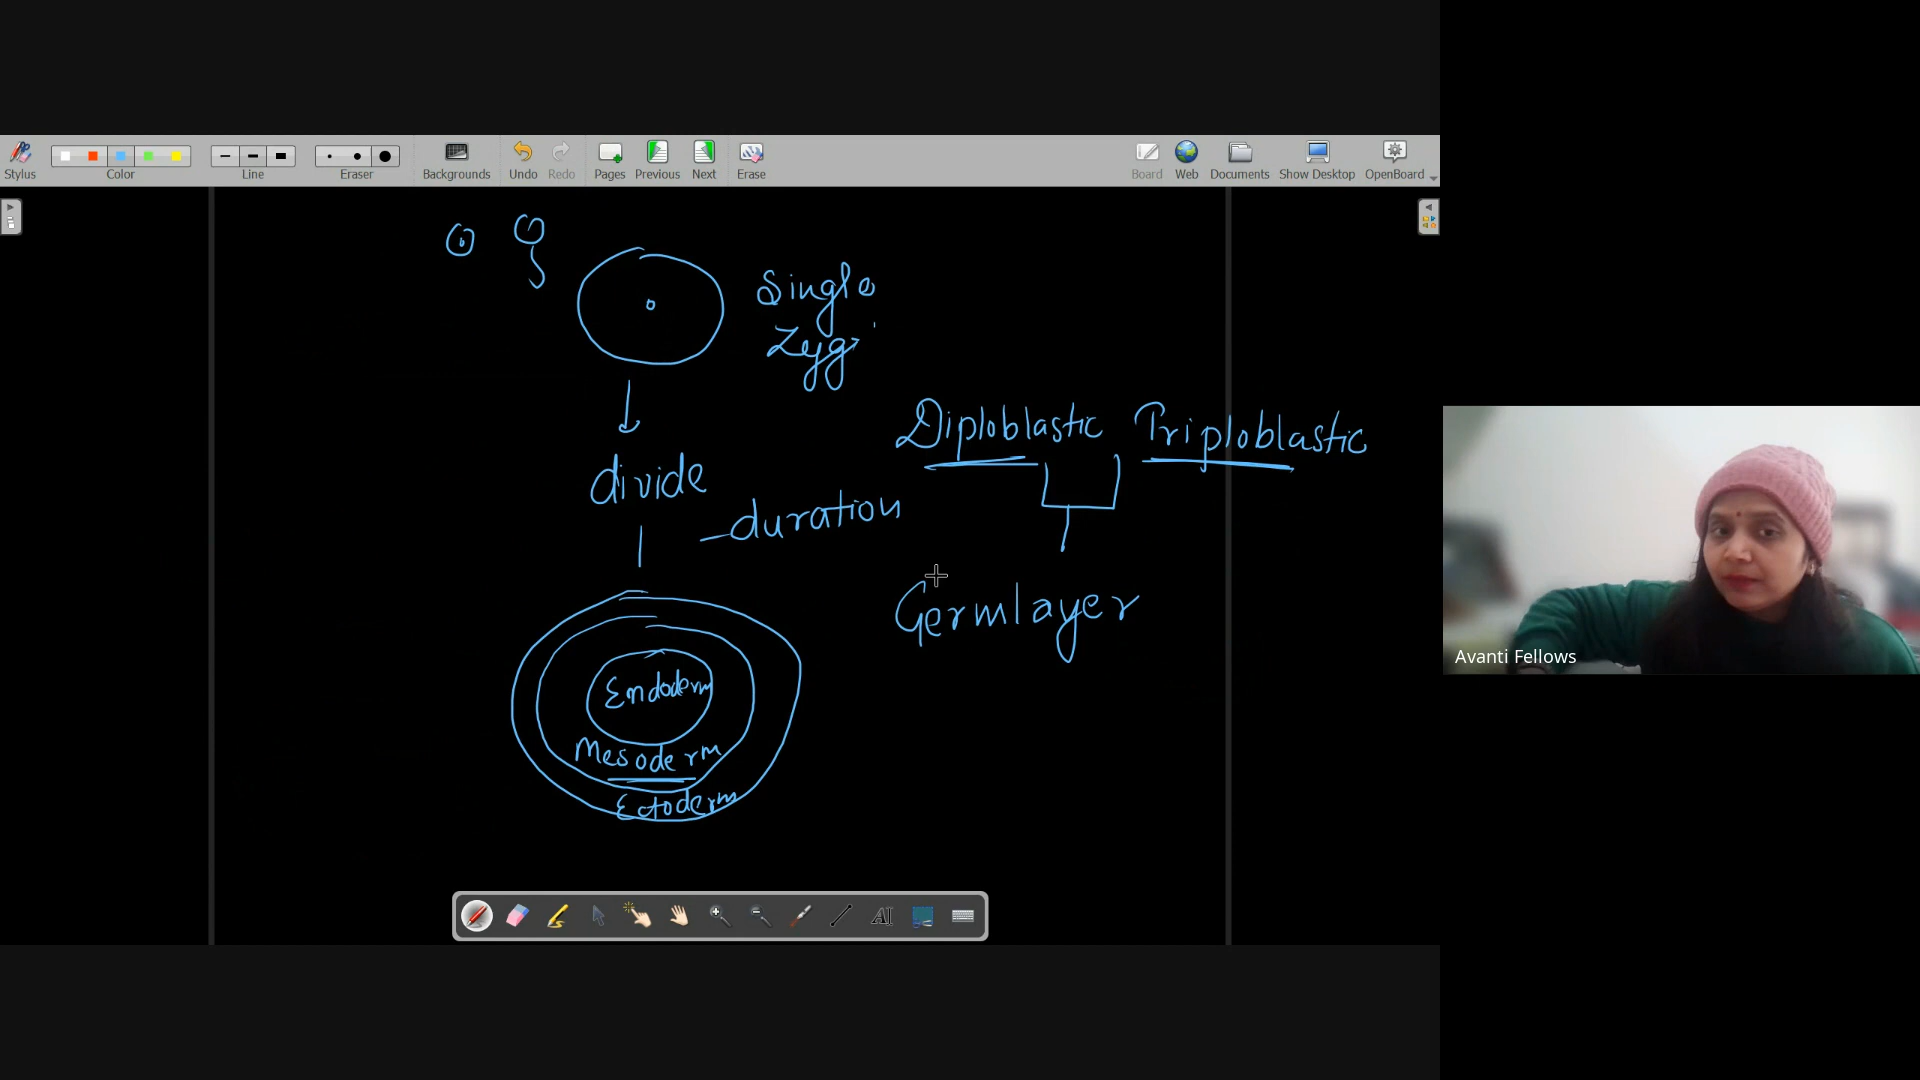 Stylus
Color
Line
Eraser
Backgrounds
Undo
Redo
Pages
Previous
Next
Erase
Board
Web
Documents
Show Desktop
OpenBoard
Single
Zyg
divide
duration
Diploblastic Triploblastic
Germlayer
Endoderm
Mesoderm
Ectoderm
Avanti Fellows